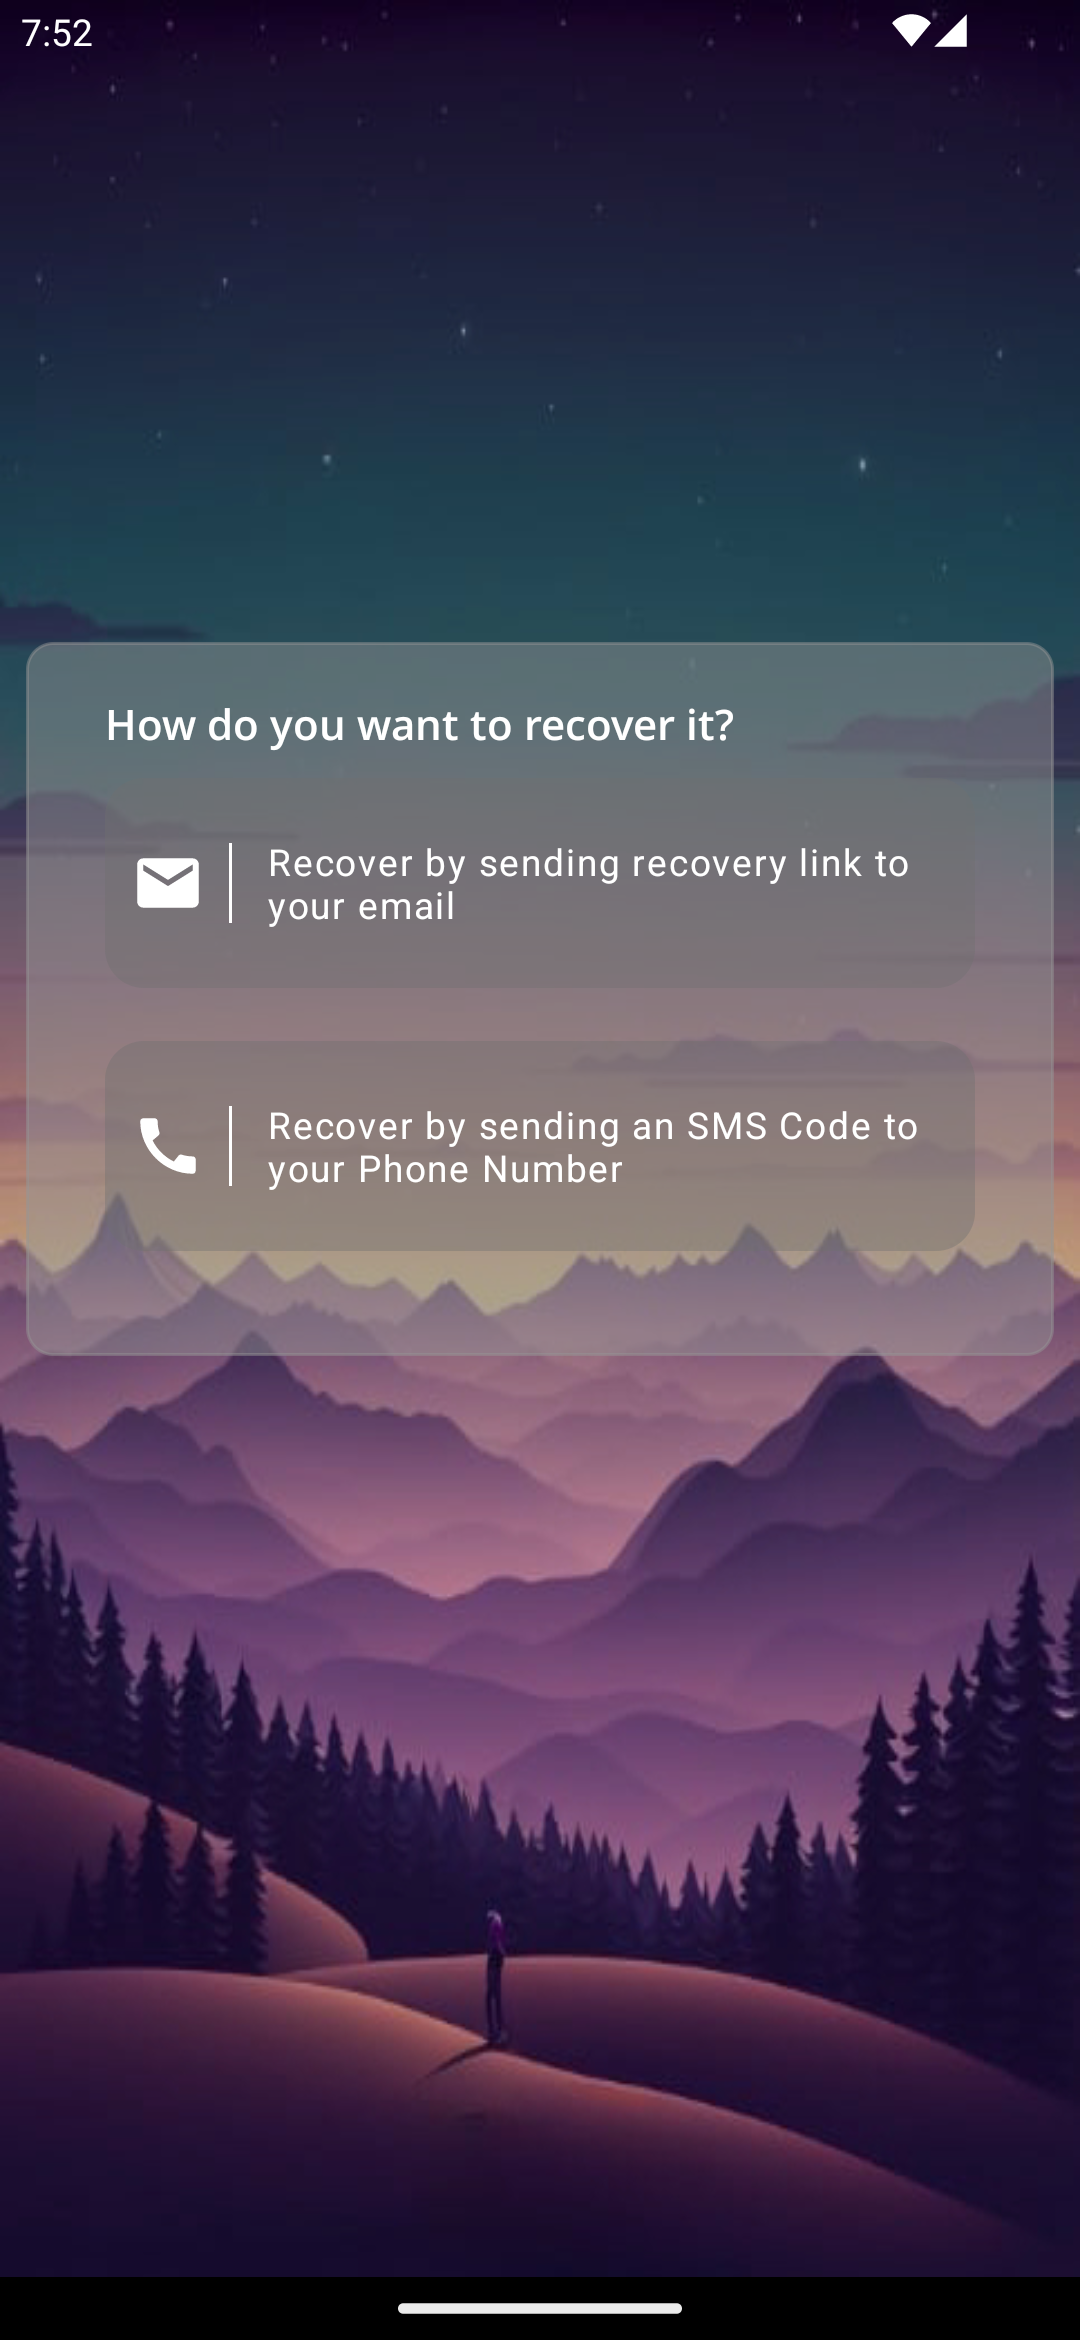 7:52
How do you want to recover it?
Recover by sending recovery link to
your email
Recover by sending an SMS Code to
your Phone Number